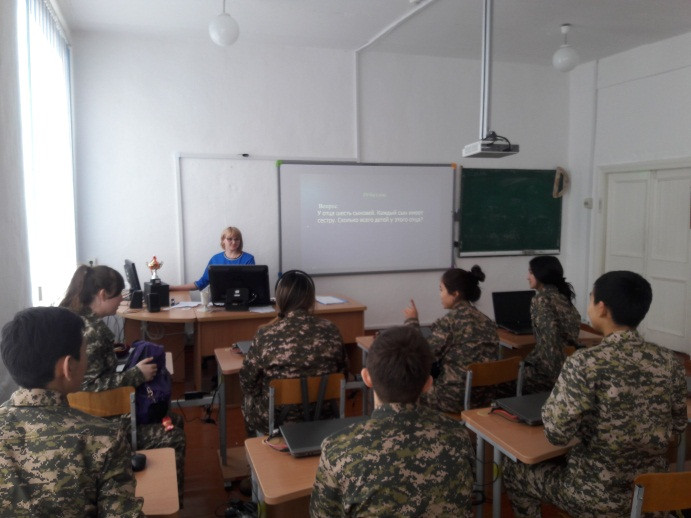 Вопрос:
У отца шесть сыновей. Каждый сын имеет
сестру. Сколько всего детей у этого отца?